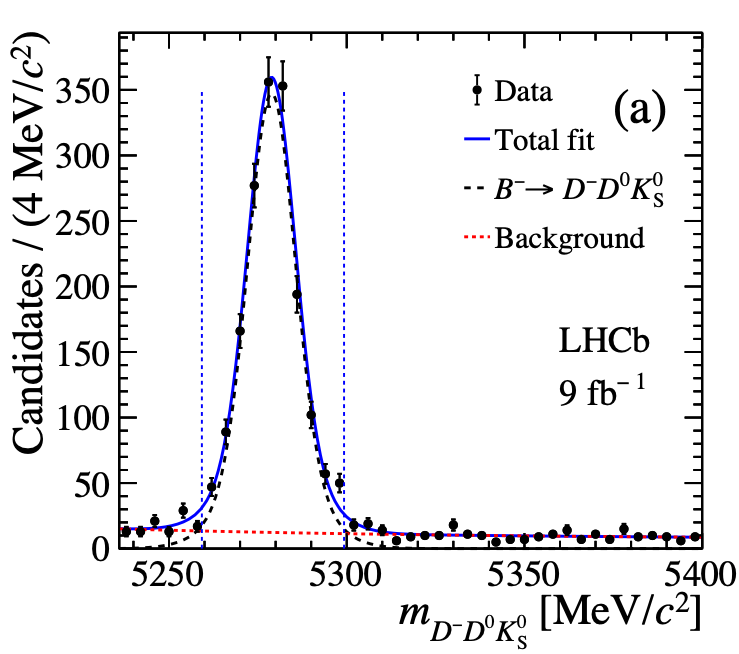 Candidates / (4 MeV/c²)
350
300
250
200
150
100
50
0
(a)
Data
Total fit
B⁻→ D⁻D⁰K⁰S
Background
LHCb
9 fb⁻¹
5250 5300 5350 5400
m D⁻D⁰K⁰S [MeV/c²]